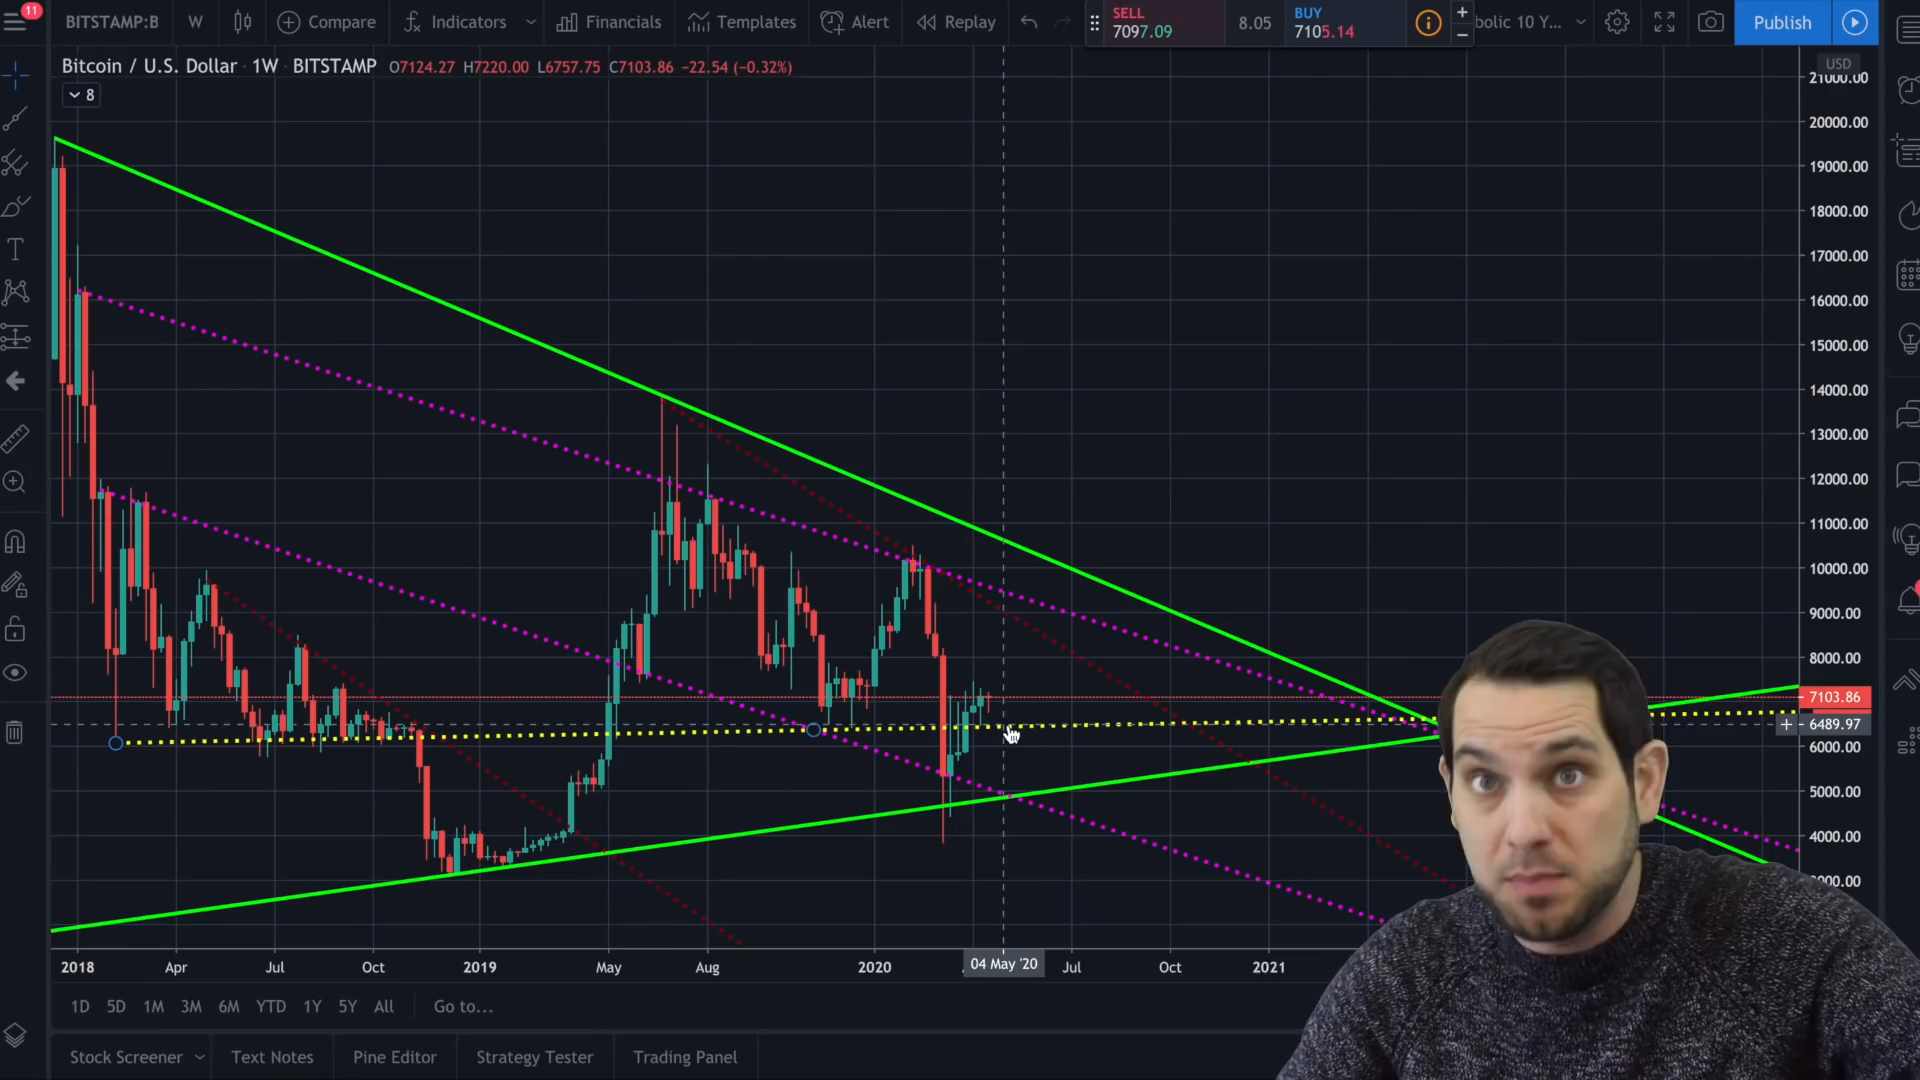 11
BITSTAMP:B W Compare Indicators Financials Templates Alert Replay
SELL
7097.09
8.05
BUY
7105.14
bolic 10 Y... Publish
Bitcoin / U.S. Dollar · 1W · BITSTAMP O7124.27 H7220.00 L6757.75 C7103.86 −22.54 (−0.32%)
8
USD
21000.00
20000.00
19000.00
18000.00
17000.00
16000.00
15000.00
14000.00
13000.00
12000.00
11000.00
10000.00
9000.00
8000.00
7103.86
6489.97
6000.00
5000.00
4000.00
2018 Apr Jul Oct 2019 May Aug 2020 04 May '20 Jul Oct 2021
1D 5D 1M 3M 6M YTD 1Y 5Y All Go to...
Stock Screener Text Notes Pine Editor Strategy Tester Trading Panel